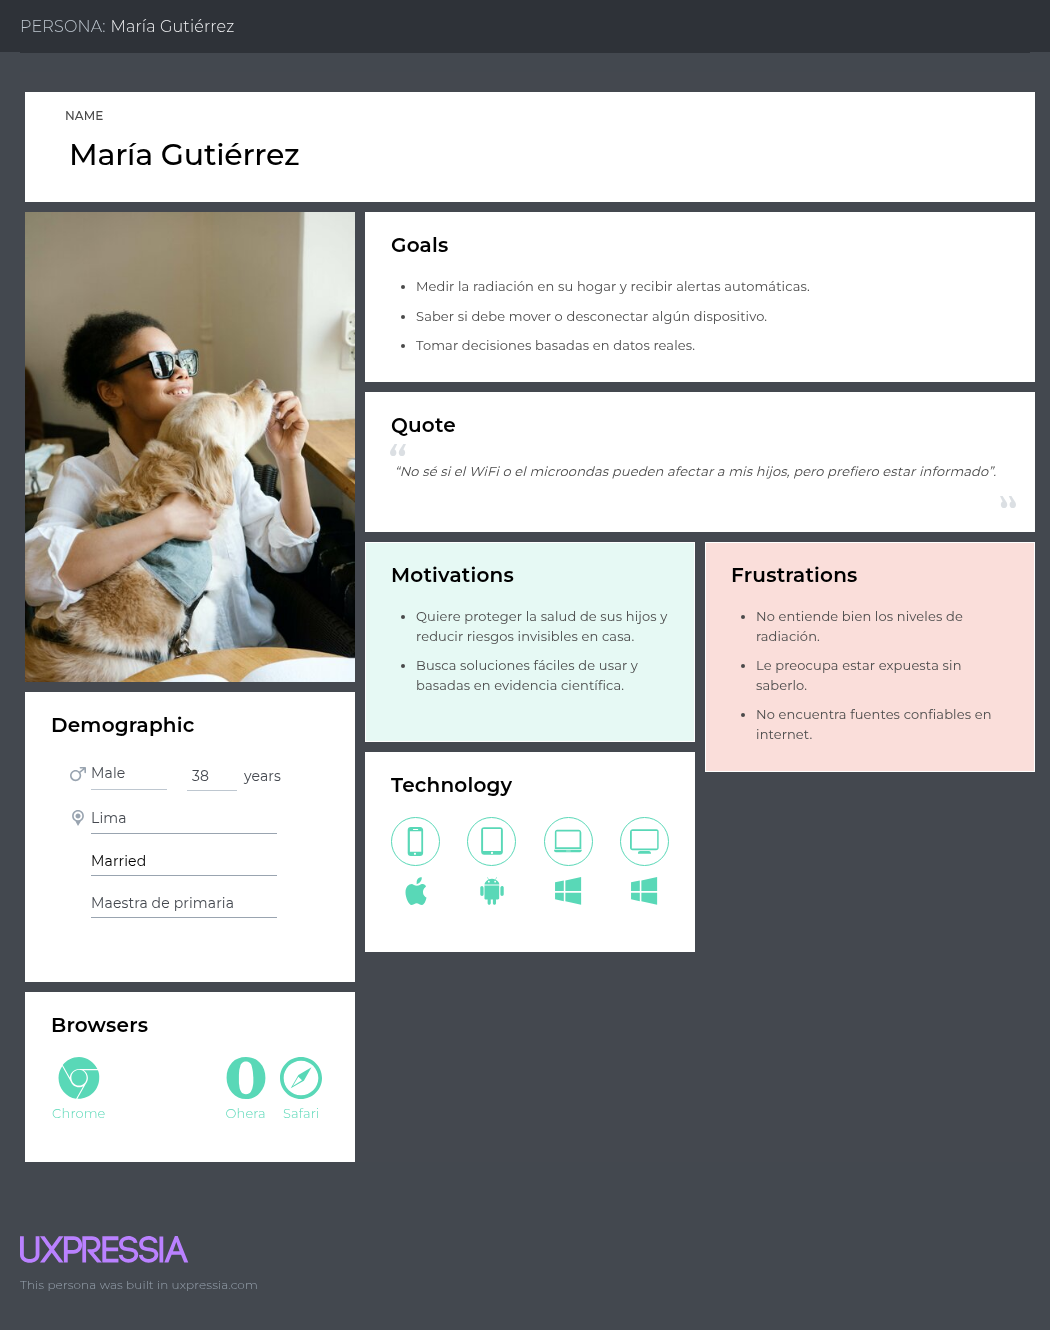 PERSONA: María Gutiérrez
NAME
María Gutiérrez
Goals
Medir la radiación en su hogar y recibir alertas automáticas.
Saber si debe mover o desconectar algún dispositivo.
Tomar decisiones basadas en datos reales.
Quote
“No sé si el WiFi o el microondas pueden afectar a mis hijos, pero prefiero estar informado”.
Motivations
Quiere proteger la salud de sus hijos y
reducir riesgos invisibles en casa.
Busca soluciones fáciles de usar y
basadas en evidencia científica.
Frustrations
No entiende bien los niveles de
radiación.
Le preocupa estar expuesta sin
saberlo.
No encuentra fuentes confiables en
internet.
Demographic
Male 38 years
Lima
Married
Maestra de primaria
Technology
Browsers
Chrome Ohera Safari
UXPRESSIA
This persona was built in uxpressia.com